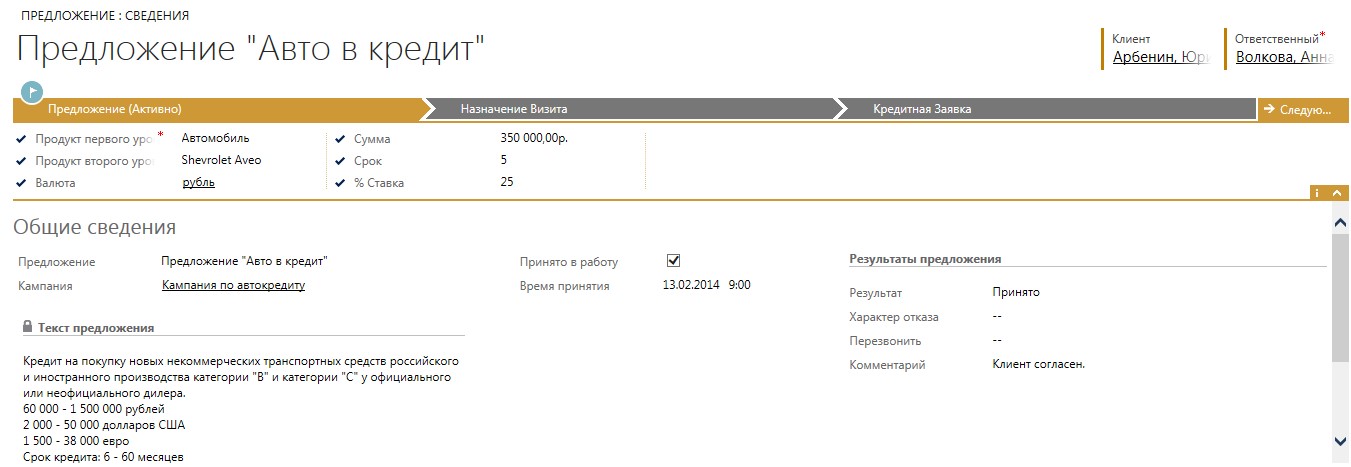 ПРЕДЛОЖЕНИЕ : СВЕДЕНИЯ
Предложение "Авто в кредит"
Клиент
Арбенин, Юри
Ответственный*
Волкова, Анна
Предложение (Активно)
Назначение Визита
Кредитная Заявка
Следую...
Продукт первого уро * Автомобиль
Продукт второго уро Shevrolet Aveo
Валюта рубль
Сумма 350 000,00р.
Срок 5
% Ставка 25
Общие сведения
Предложение Предложение "Авто в кредит"
Кампания Кампания по автокредиту
Текст предложения
Кредит на покупку новых некоммерческих транспортных средств российского
и иностранного производства категории "В" и категории "С" у официального
или неофициального дилера.
60 000 - 1 500 000 рублей
2 000 - 50 000 долларов США
1 500 - 38 000 евро
Срок кредита: 6 - 60 месяцев
Принято в работу
Время принятия 13.02.2014 9:00
Результаты предложения
Результат Принято
Характер отказа --
Перезвонить --
Комментарий Клиент согласен.